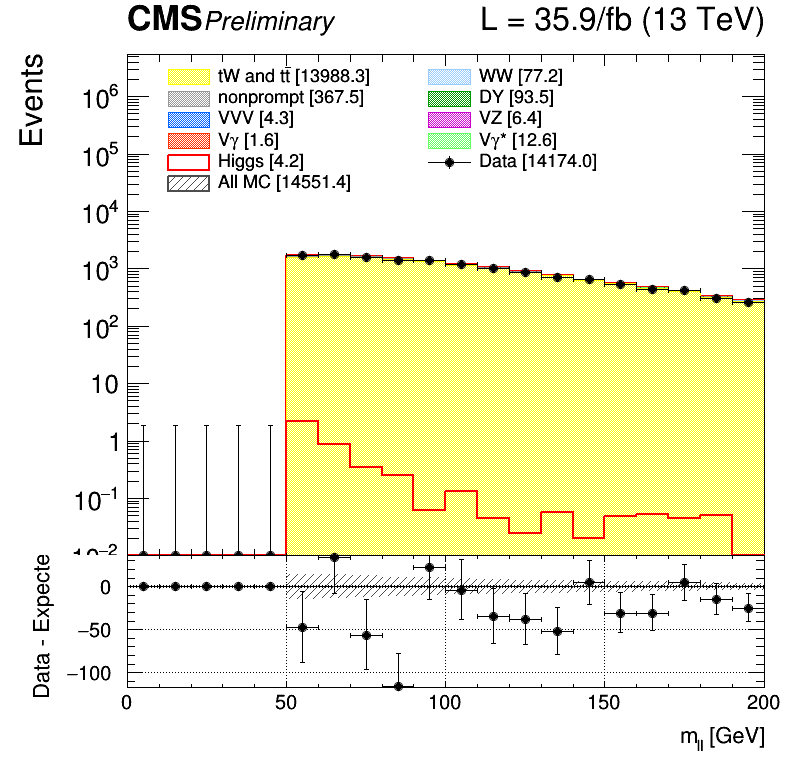 CMS Preliminary L = 35.9/fb (13 TeV)
Events
tW and tt̄ [13988.3] WW [77.2]
nonprompt [367.5] DY [93.5]
VVV [4.3] VZ [6.4]
Vγ [1.6] Vγ* [12.6]
Higgs [4.2] Data [14174.0]
All MC [14551.4]
10⁶
10⁵
10⁴
10³
10²
10
1
10⁻¹
10⁻²
Data - Expecte
0
−50
−100
0 50 100 150 200
m_ll [GeV]